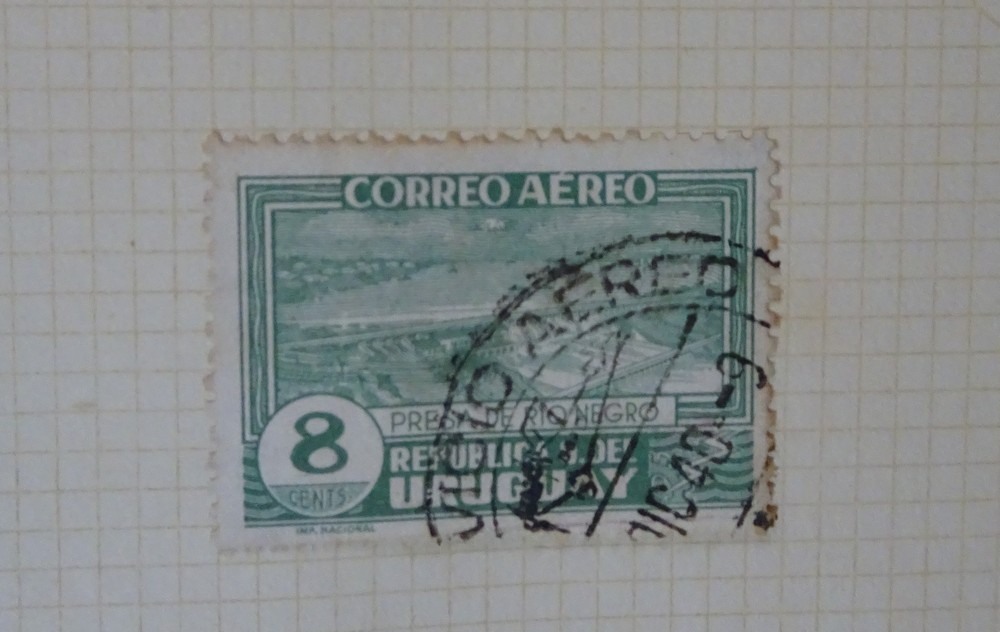 CORREO AÉREO
PRESA DE RIO NEGRO
8
CENTS.
REPUBLICA O. DEL
URUGUAY
IMP. NACIONAL
AEREO